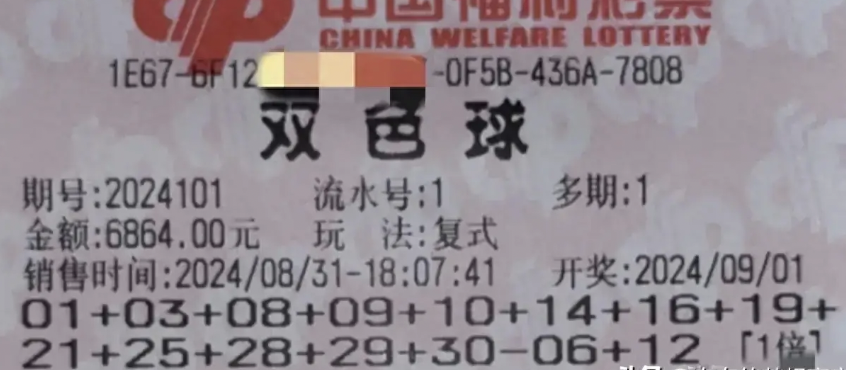 中国福利彩票
CHINA WELFARE LOTTERY
1E67-6F12 -0F5B-436A-7808
双色球
期号:2024101 流水号:1 多期:1
金额:6864.00元 玩 法:复式
销售时间:2024/08/31-18:07:41 开奖:2024/09/01
01+03+08+09+10+14+16+19+
21+25+28+29+30-06+12 [1倍]